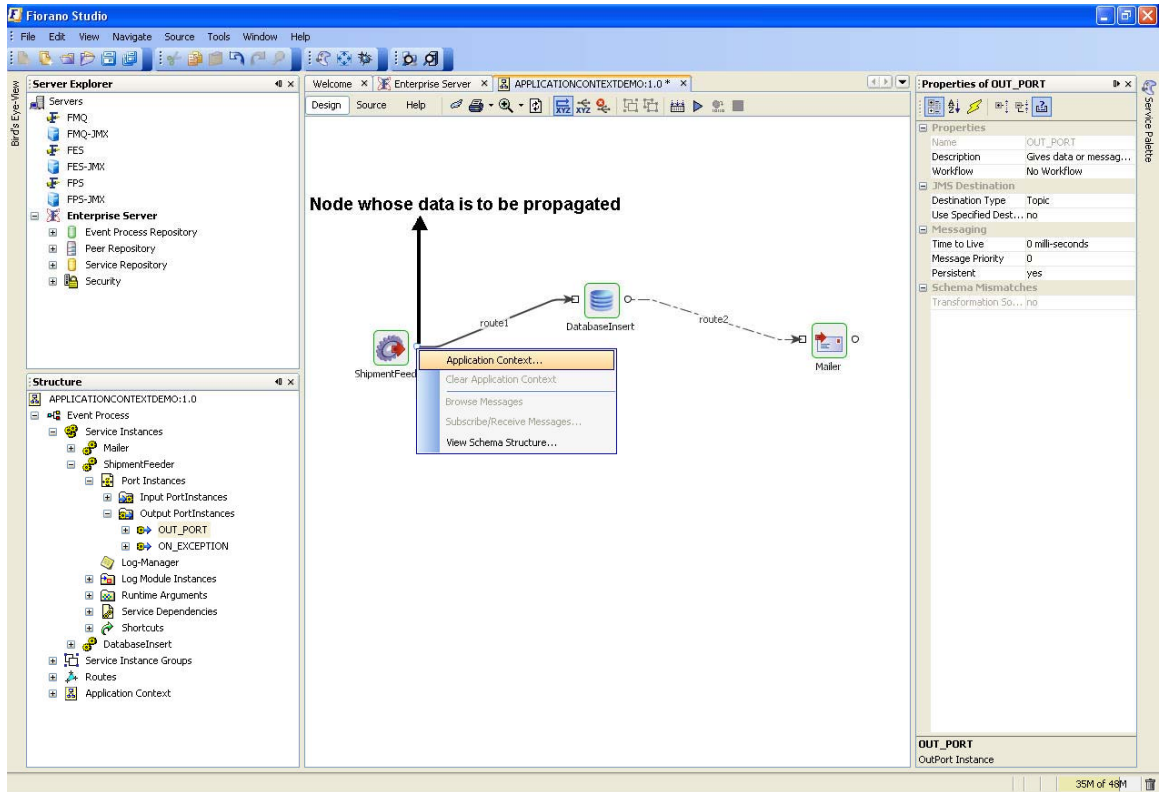 Fiorano Studio
File Edit View Navigate Source Tools Window Help
Bird's Eye-View
Server Explorer
Servers
FMQ
FMQ-JMX
FES
FES-JMX
FPS
FPS-JMX
Enterprise Server
Event Process Repository
Peer Repository
Service Repository
Security
Structure
APPLICATIONCONTEXTDEMO:1.0
Event Process
Service Instances
Mailer
ShipmentFeeder
Port Instances
Input PortInstances
Output PortInstances
OUT_PORT
ON_EXCEPTION
Log-Manager
Log Module Instances
Runtime Arguments
Service Dependencies
Shortcuts
DatabaseInsert
Service Instance Groups
Routes
Application Context
Welcome Enterprise Server APPLICATIONCONTEXTDEMO:1.0 *
Design Source Help XYZ XYZ
Node whose data is to be propagated
route1
DatabaseInsert
route2
Mailer
ShipmentFeed
Application Context...
Clear Application Context
Browse Messages
Subscribe/Receive Messages...
View Schema Structure...
Properties of OUT_PORT
Properties
Name OUT_PORT
Description Gives data or messag...
Workflow No Workflow
JMS Destination
Destination Type Topic
Use Specified Dest... no
Messaging
Time to Live 0 milli-seconds
Message Priority 0
Persistent yes
Schema Mismatches
Transformation So... no
OUT_PORT
OutPort Instance
Service Palette
35M of 48M